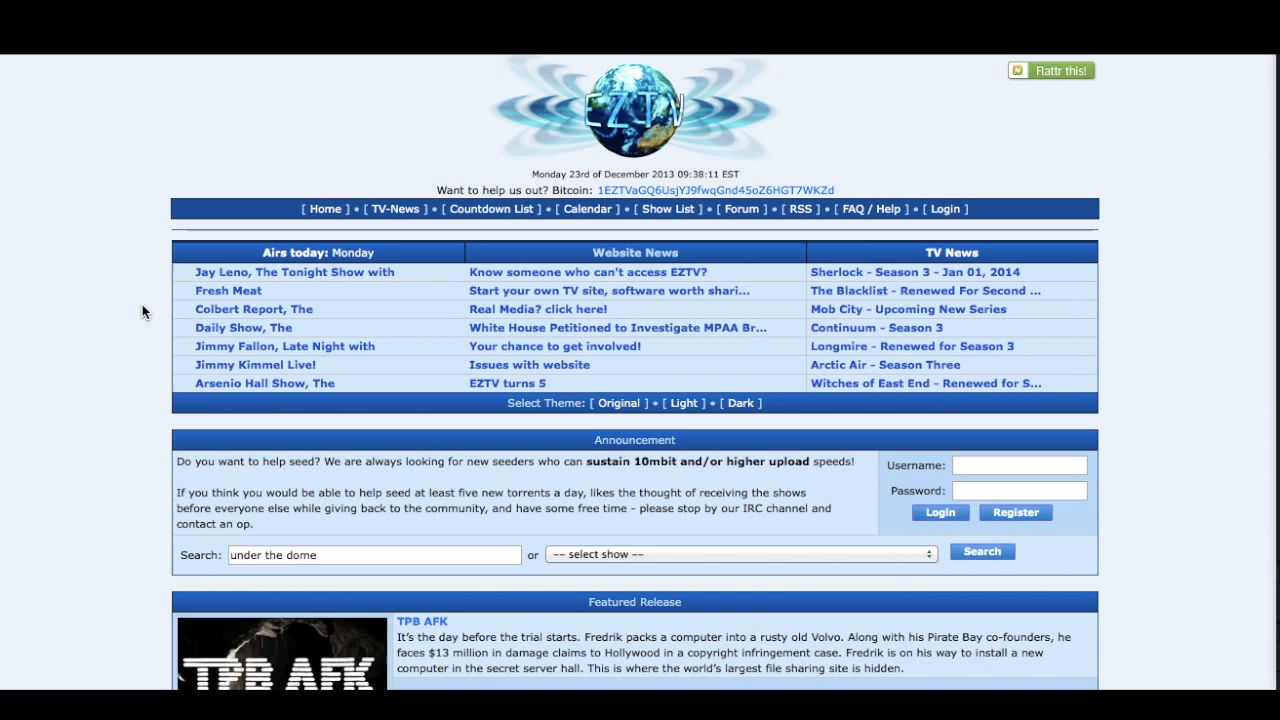 Flattr this!
EZTV
Monday 23rd of December 2013 09:38:11 EST
Want to help us out? Bitcoin: 1EZTVaGQ6UsjYJ9fwqGnd45oZ6HGT7WKZd
[ Home ] • [ TV-News ] • [ Countdown List ] • [ Calendar ] • [ Show List ] • [ Forum ] • [ RSS ] • [ FAQ / Help ] • [ Login ]
Airs today: Monday Website News TV News
Jay Leno, The Tonight Show with Know someone who can't access EZTV? Sherlock - Season 3 - Jan 01, 2014
Fresh Meat Start your own TV site, software worth shari... The Blacklist - Renewed For Second ...
Colbert Report, The Real Media? click here! Mob City - Upcoming New Series
Daily Show, The White House Petitioned to Investigate MPAA Br... Continuum - Season 3
Jimmy Fallon, Late Night with Your chance to get involved! Longmire - Renewed for Season 3
Jimmy Kimmel Live! Issues with website Arctic Air - Season Three
Arsenio Hall Show, The EZTV turns 5 Witches of East End - Renewed for S...
Select Theme: [ Original ] • [ Light ] • [ Dark ]
Announcement
Do you want to help seed? We are always looking for new seeders who can sustain 10mbit and/or higher upload speeds!
If you think you would be able to help seed at least five new torrents a day, likes the thought of receiving the shows
before everyone else while giving back to the community, and have some free time - please stop by our IRC channel and
contact an op.
Username:
Password:
Login Register
Search: under the dome or -- select show -- Search
Featured Release
TPB AFK
TPB AFK
It's the day before the trial starts. Fredrik packs a computer into a rusty old Volvo. Along with his Pirate Bay co-founders, he
faces $13 million in damage claims to Hollywood in a copyright infringement case. Fredrik is on his way to install a new
computer in the secret server hall. This is where the world's largest file sharing site is hidden.